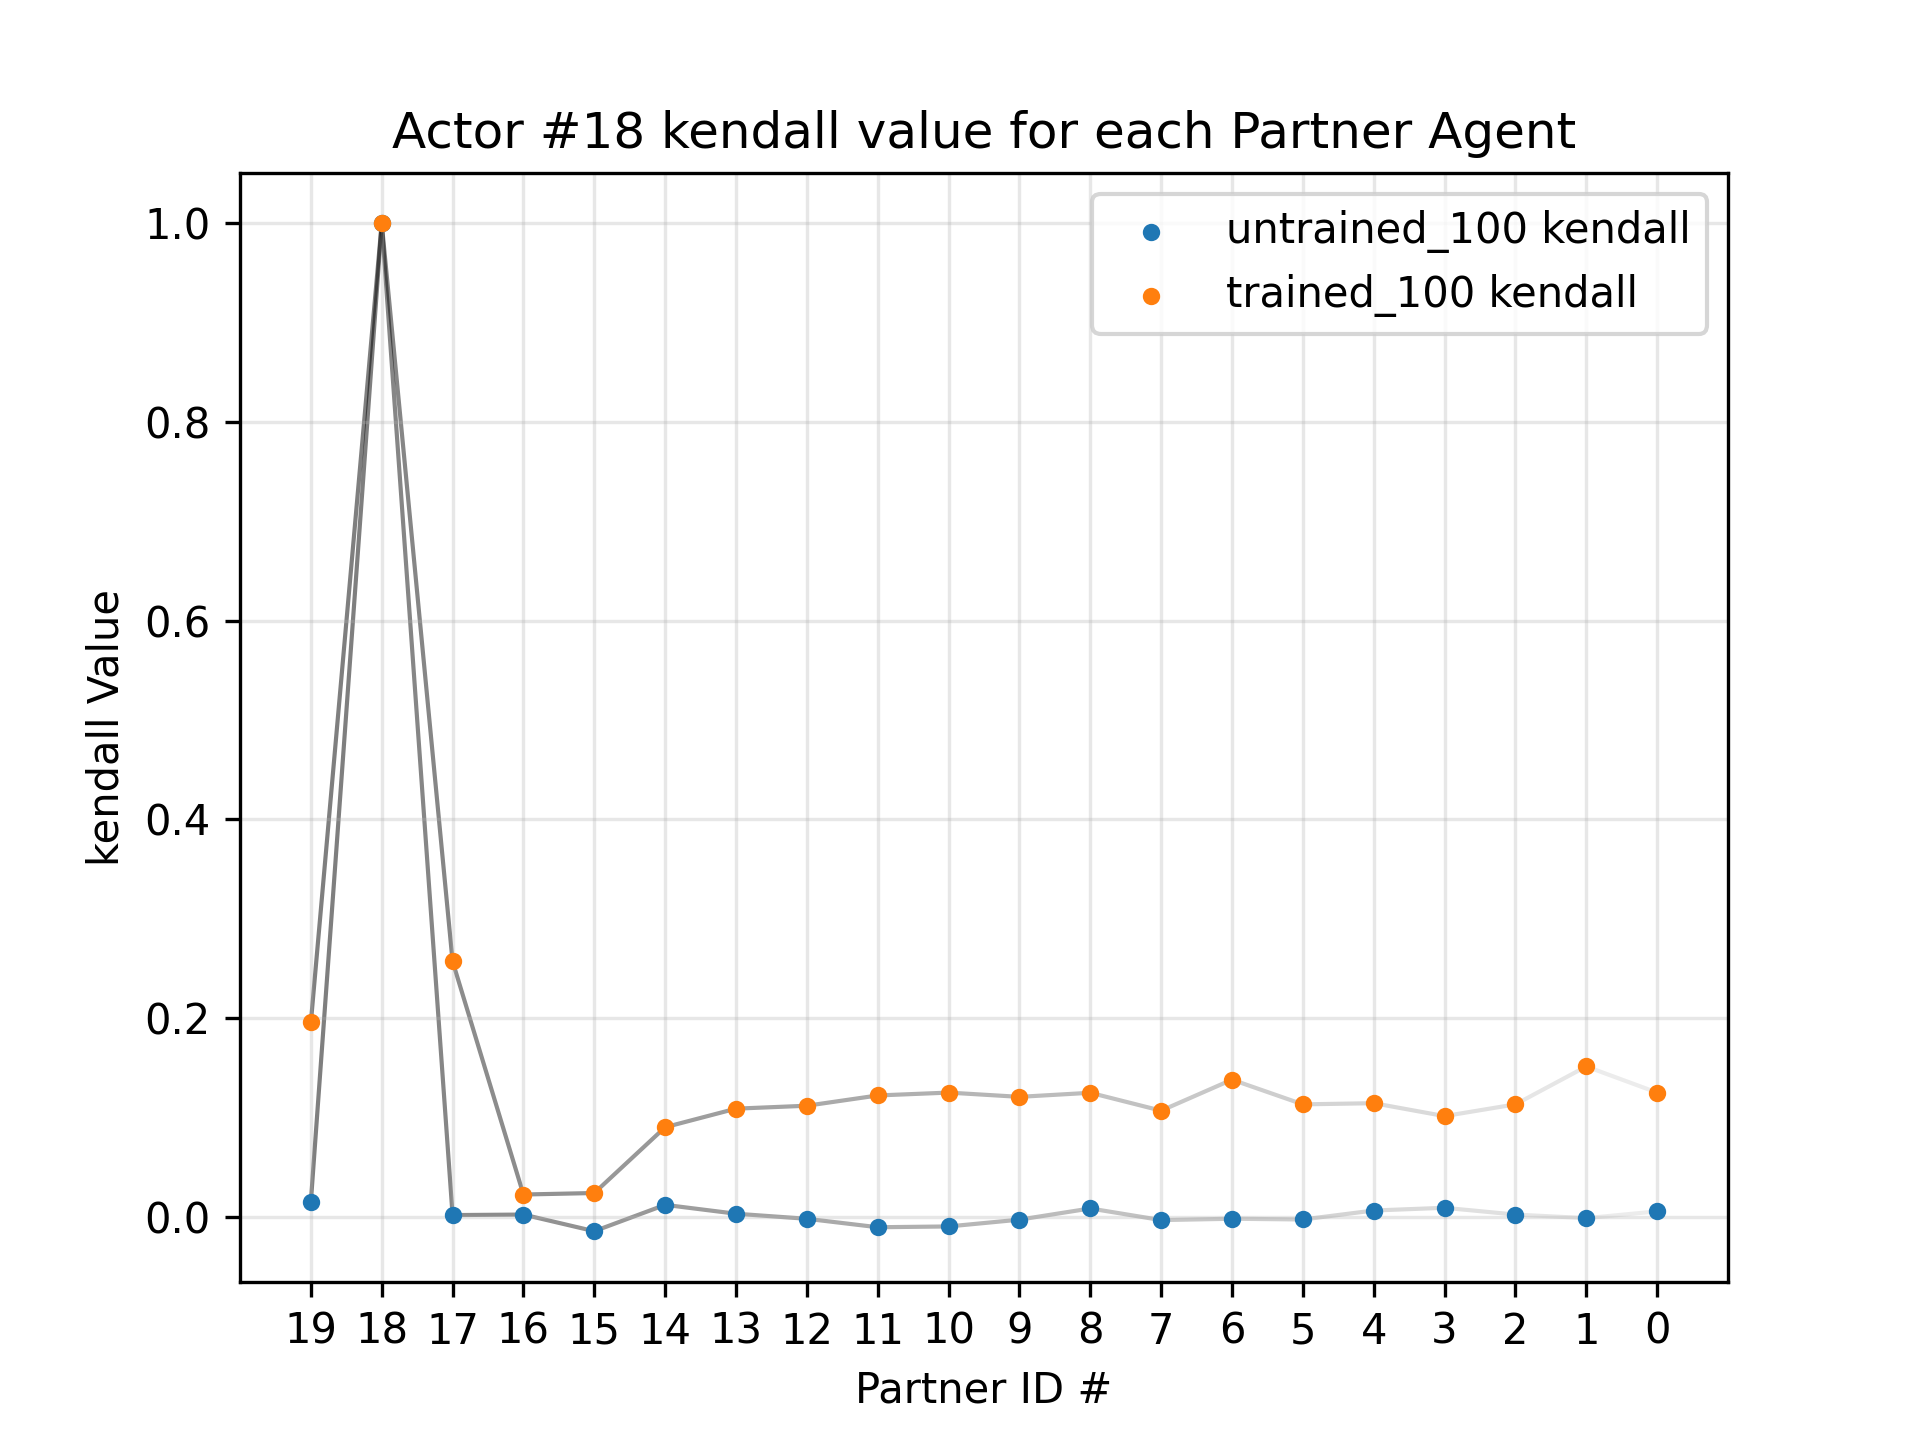 Actor #18 kendall value for each Partner Agent
untrained_100 kendall
trained_100 kendall
1.0
0.8
0.6
0.4
0.2
0.0
kendall Value
19 18 17 16 15 14 13 12 11 10 9 8 7 6 5 4 3 2 1 0
Partner ID #